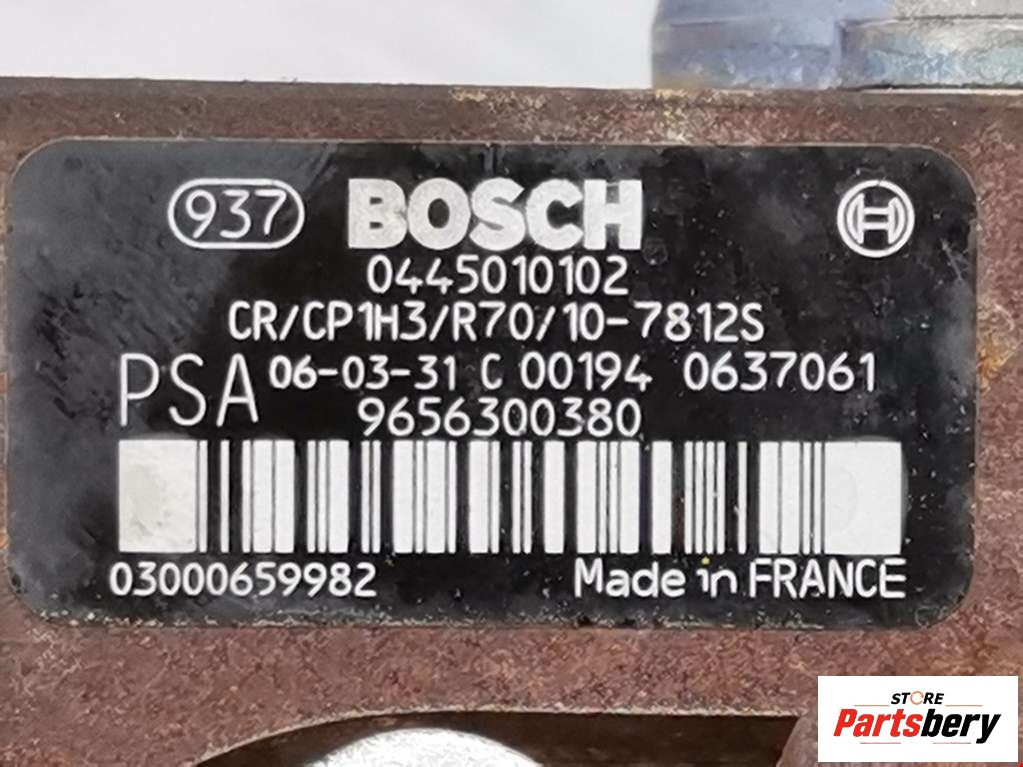 937 BOSCH H
0445010102
CR/CP1H3/R70/10-7812S
PSA 06-03-31 C 00194 0637061
9656300380
03000659982 Made in FRANCE
STORE
Partsbery